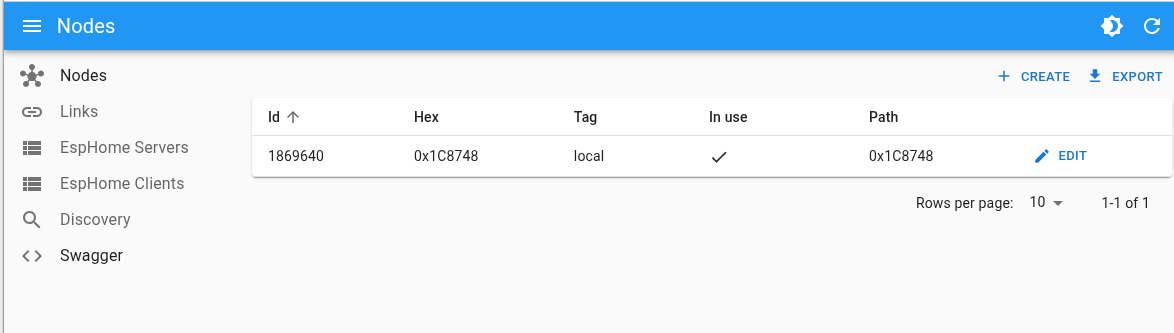 Nodes
Nodes
CREATE EXPORT
Links
Id Hex Tag In use Path
EspHome Servers
1869640 0x1C8748 local 0x1C8748 EDIT
EspHome Clients
Rows per page: 10 1-1 of 1
Discovery
Swagger